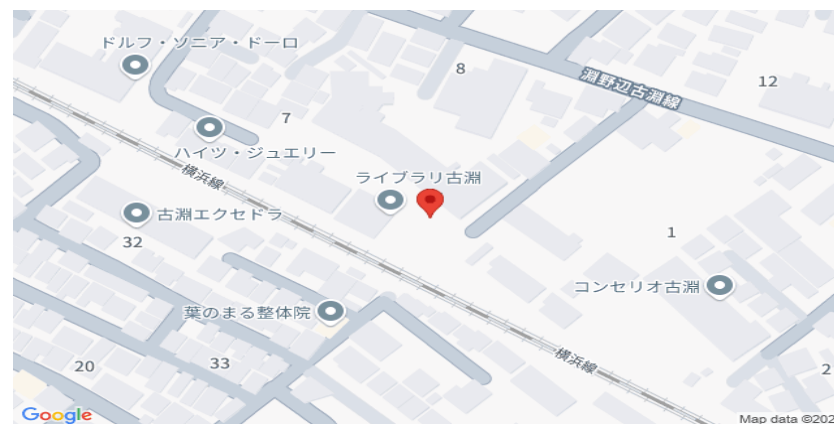 ドルフ・ソニア・ドーロ
8
淵野辺古淵線
12
7
ハイツ・ジュエリー
横浜線
ライブラリ古淵
古淵エクセドラ
32
1
コンセリオ古淵
葉のまる整体院
横浜線
20
33
2
Google
Map data ©202